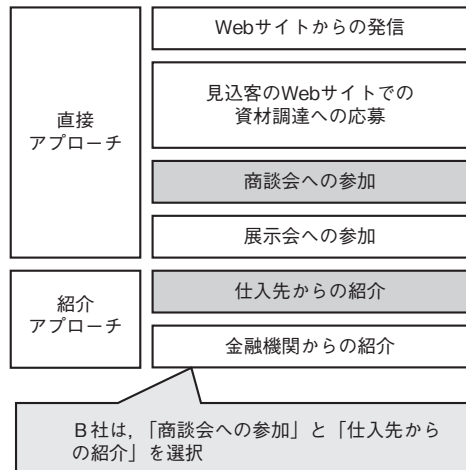 直接
アプローチ
Webサイトからの発信
見込客のWebサイトでの
資材調達への応募
商談会への参加
展示会への参加
紹介
アプローチ
仕入先からの紹介
金融機関からの紹介
B社は,「商談会への参加」と「仕入先から
の紹介」を選択